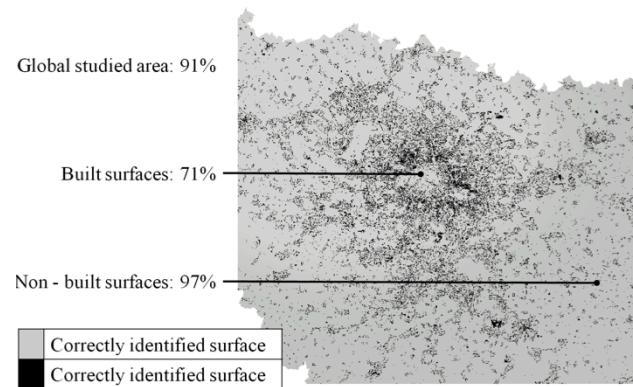 Global studied area: 91%
Built surfaces: 71%
Non - built surfaces: 97%
Correctly identified surface
Correctly identified surface